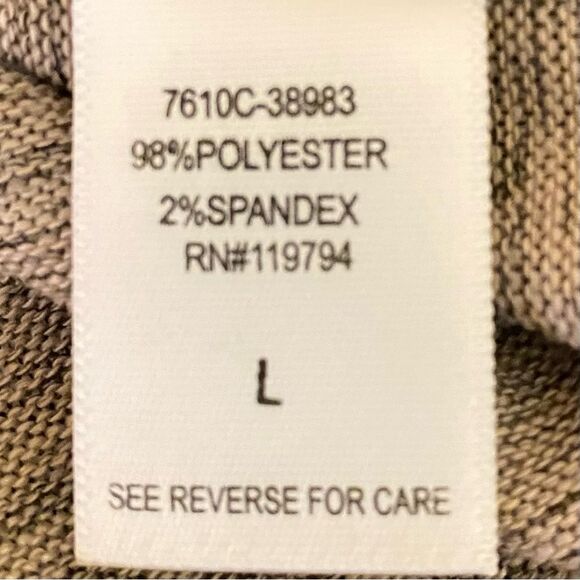 7610C-38983
98%POLYESTER
2%SPANDEX
RN#119794
L
SEE REVERSE FOR CARE